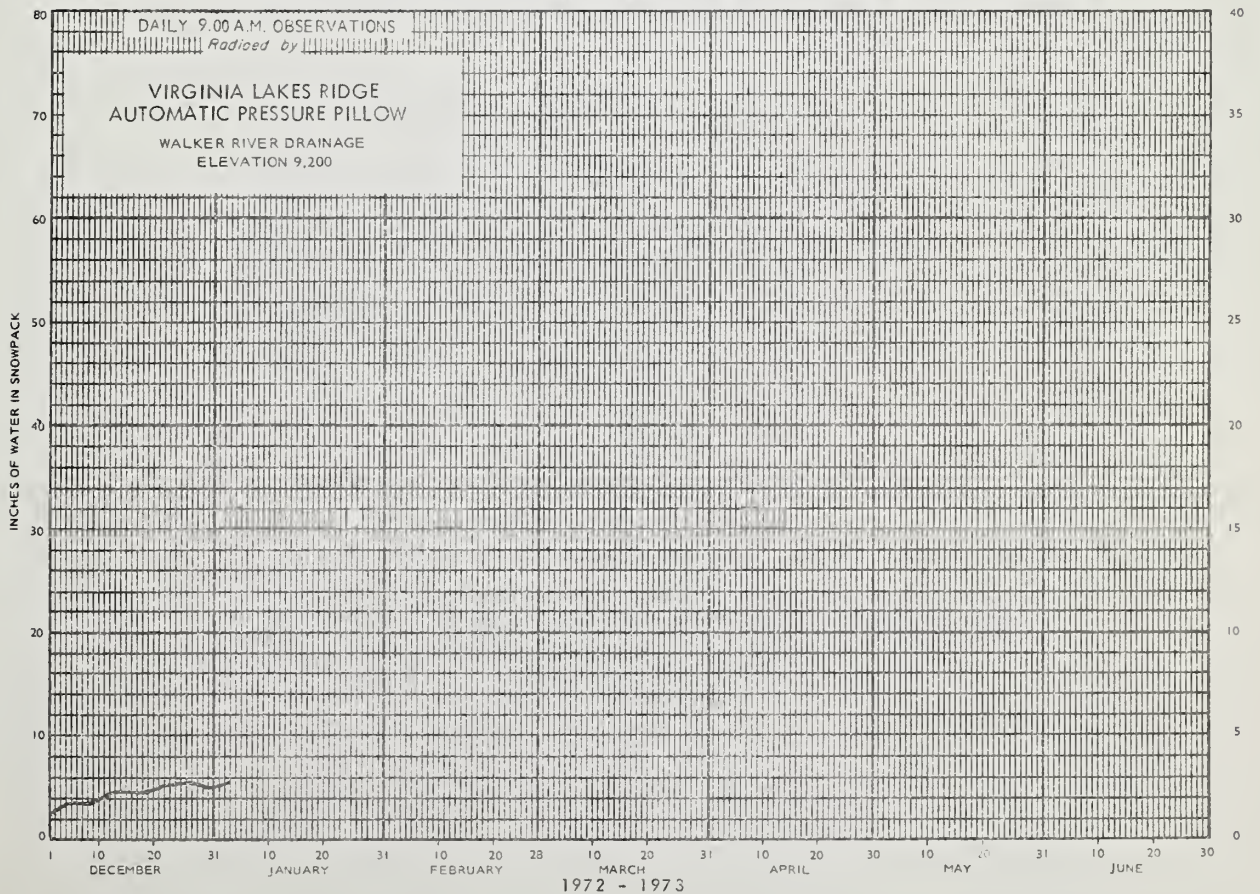 DAILY 9.00 A.M. OBSERVATIONS
Radioed by
VIRGINIA LAKES RIDGE
AUTOMATIC PRESSURE PILLOW
WALKER RIVER DRAINAGE
ELEVATION 9,200
INCHES OF WATER IN SNOWPACK
80
70
60
50
40
30
20
10
0
40
35
30
25
20
15
10
5
0
1 10 20 31 10 20 31 10 20 28 10 20 31 10 20 30 10 20 31 10 20 30
DECEMBER JANUARY FEBRUARY MARCH APRIL MAY JUNE
1972 - 1973